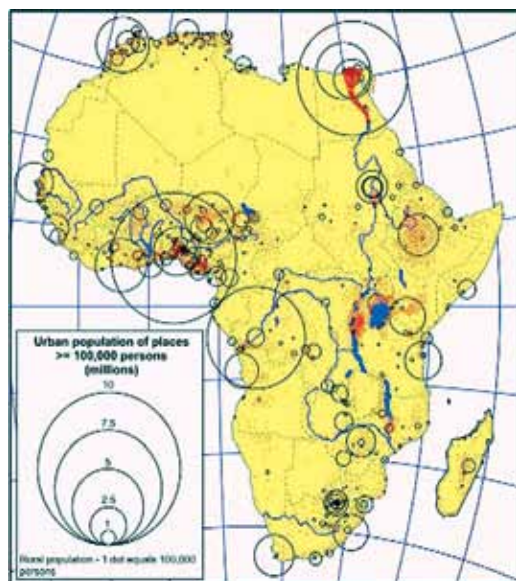 Urban population of places
>= 100,000 persons
(millions)
10
7.5
5
2.5
1
Rural population - 1 dot equals 100,000
persons